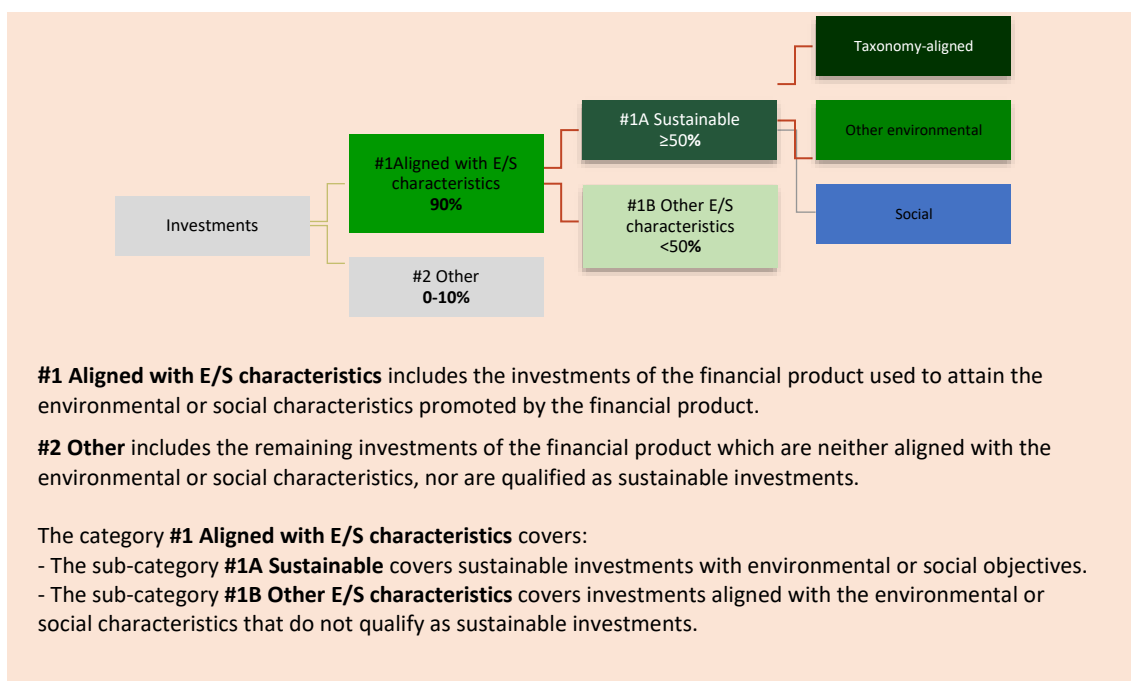 Investments
#1Aligned with E/S
characteristics
90%
#2 Other
0-10%
#1A Sustainable
≥50%
#1B Other E/S
characteristics
<50%
Taxonomy-aligned
Other environmental
Social
#1 Aligned with E/S characteristics includes the investments of the financial product used to attain the
environmental or social characteristics promoted by the financial product.
#2 Other includes the remaining investments of the financial product which are neither aligned with the
environmental or social characteristics, nor are qualified as sustainable investments.
The category #1 Aligned with E/S characteristics covers:
- The sub-category #1A Sustainable covers sustainable investments with environmental or social objectives.
- The sub-category #1B Other E/S characteristics covers investments aligned with the environmental or
social characteristics that do not qualify as sustainable investments.